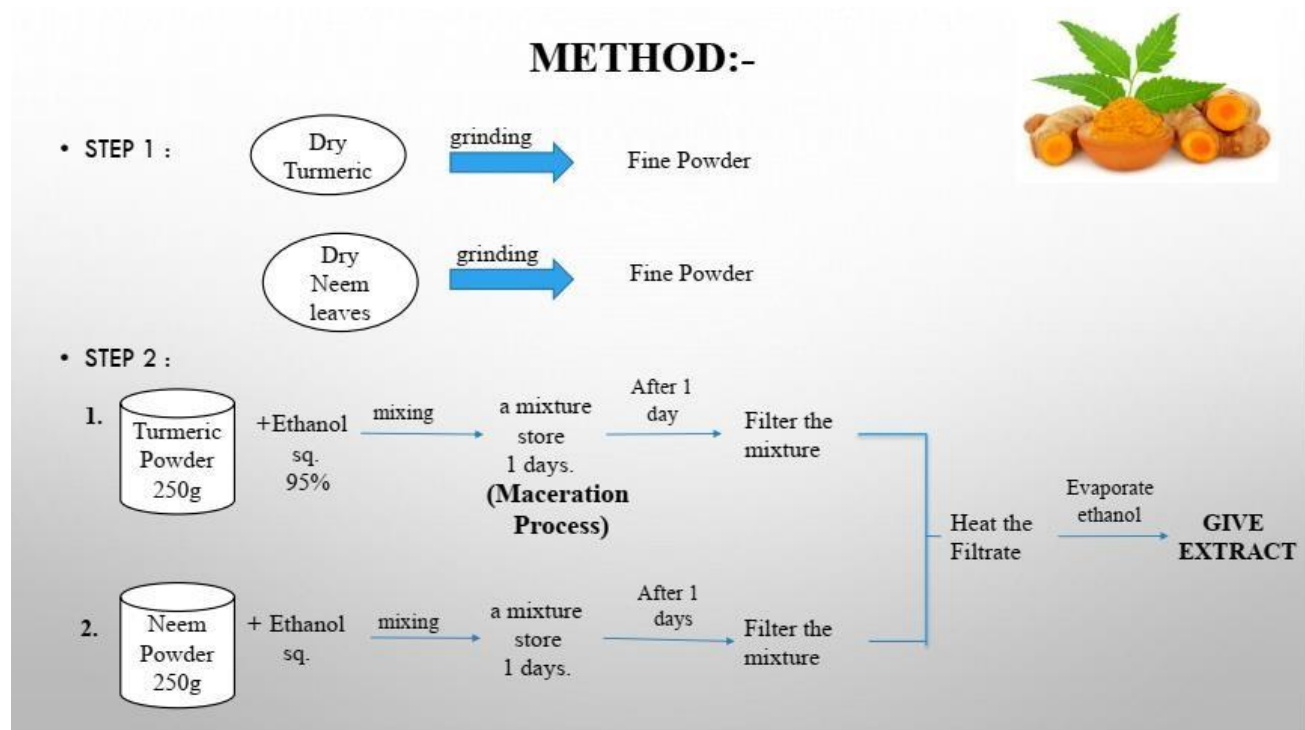 METHOD:-
• STEP 1 :
Dry
Turmeric
grinding
Fine Powder
Dry
Neem
leaves
grinding
Fine Powder
• STEP 2 :
1.
Turmeric
Powder
250g
+Ethanol
sq.
95%
mixing
a mixture
store
1 days.
(Maceration
Process)
After 1
day
Filter the
mixture
2.
Neem
Powder
250g
+ Ethanol
sq.
mixing
a mixture
store
1 days.
After 1
days
Filter the
mixture
Heat the
Filtrate
Evaporate
ethanol
GIVE
EXTRACT